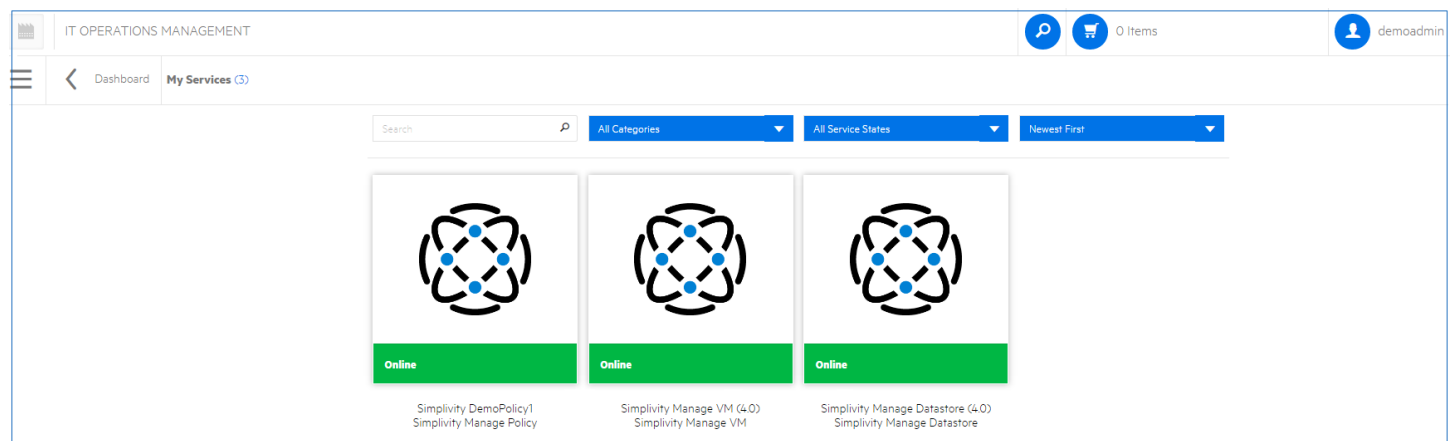 IT OPERATIONS MANAGEMENT
0 Items
demoadmin
Dashboard
My Services (3)
Search
All Categories
All Service States
Newest First
Online
Online
Online
Simplivity DemoPolicy1
Simplivity Manage Policy
Simplivity Manage VM (4.0)
Simplivity Manage VM
Simplivity Manage Datastore (4.0)
Simplivity Manage Datastore